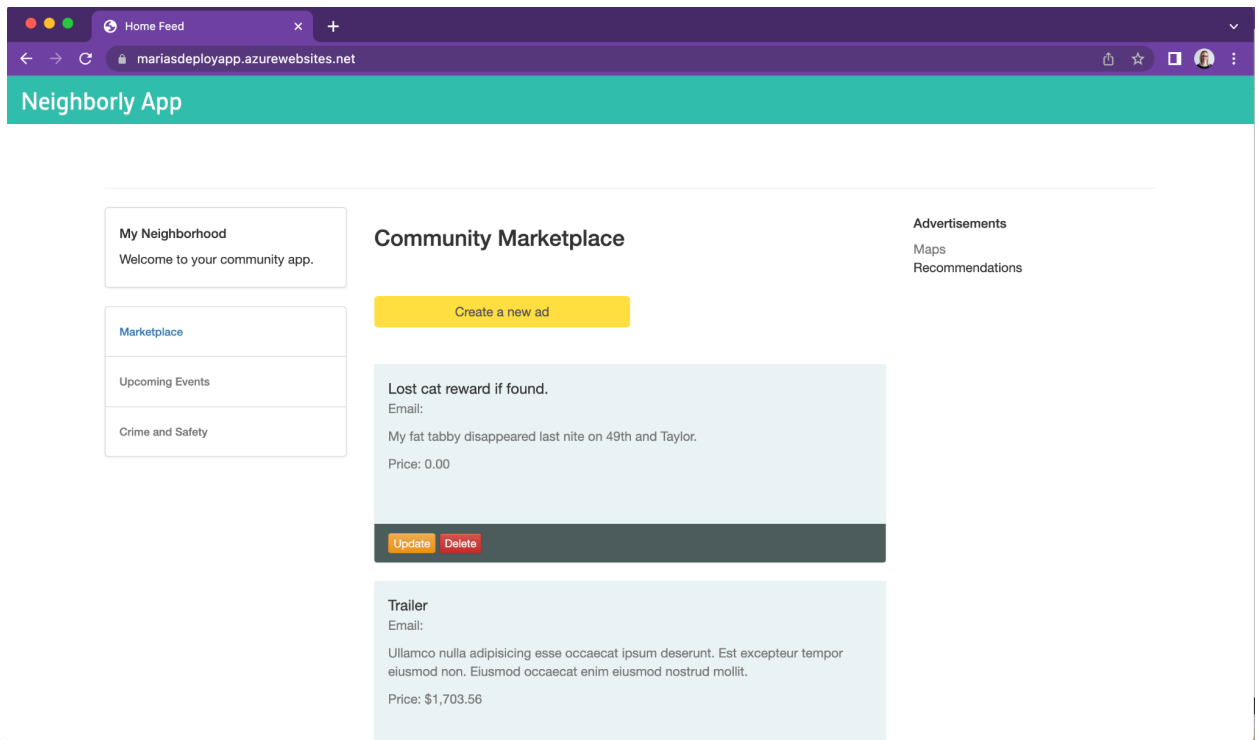 Home Feed
mariasdeployapp.azurewebsites.net
Neighborly App
My Neighborhood
Welcome to your community app.
Marketplace
Upcoming Events
Crime and Safety
Community Marketplace
Create a new ad
Lost cat reward if found.
Email:
My fat tabby disappeared last nite on 49th and Taylor.
Price: 0.00
Update Delete
Trailer
Email:
Ullamco nulla adipisicing esse occaecat ipsum deserunt. Est excepteur tempor
eiusmod non. Eiusmod occaecat enim eiusmod nostrud mollit.
Price: $1,703.56
Advertisements
Maps
Recommendations